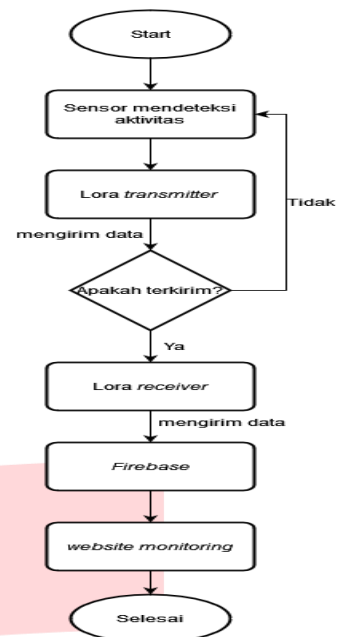 Start
Sensor mendeteksi
aktivitas
Lora transmitter
Tidak
mengirim data
Apakah terkirim?
Ya
Lora receiver
mengirim data
Firebase
website monitoring
Selesai